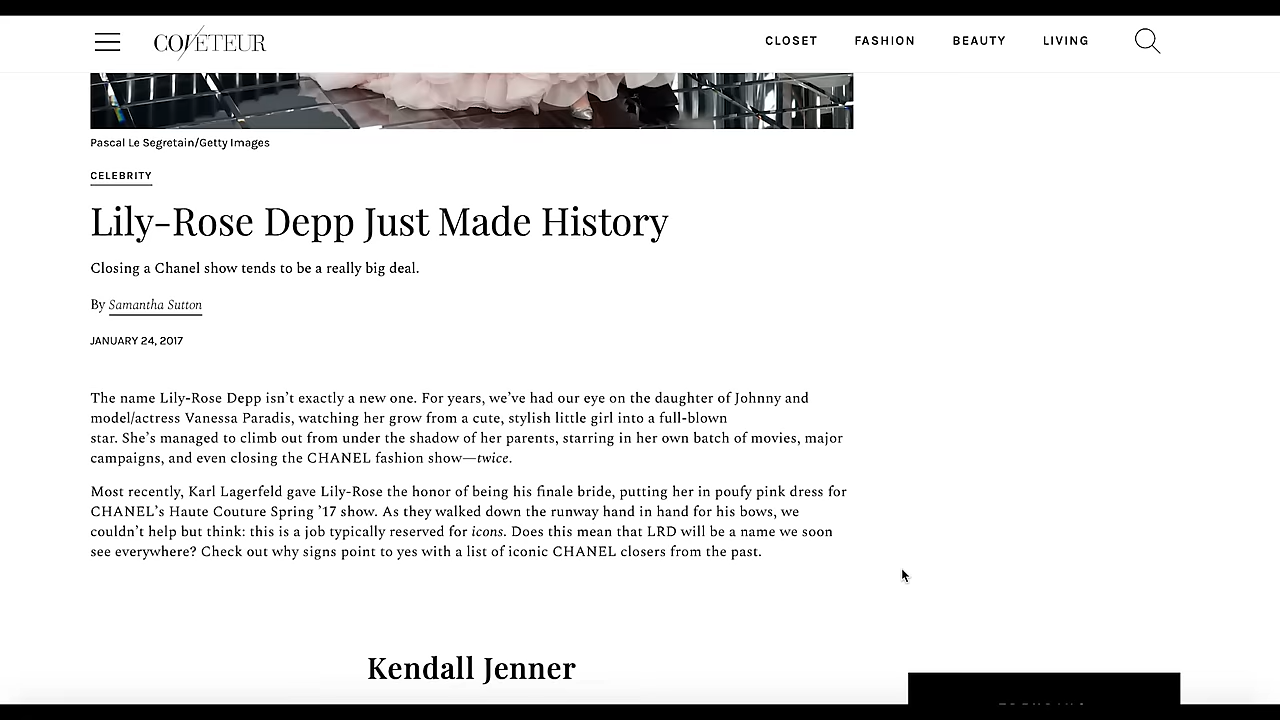 COVETEUR
CLOSET FASHION BEAUTY LIVING
Pascal Le Segretain/Getty Images
CELEBRITY
Lily-Rose Depp Just Made History
Closing a Chanel show tends to be a really big deal.
By Samantha Sutton
JANUARY 24, 2017
The name Lily-Rose Depp isn’t exactly a new one. For years, we’ve had our eye on the daughter of Johnny and
model/actress Vanessa Paradis, watching her grow from a cute, stylish little girl into a full-blown
star. She’s managed to climb out from under the shadow of her parents, starring in her own batch of movies, major
campaigns, and even closing the CHANEL fashion show—twice.
Most recently, Karl Lagerfeld gave Lily-Rose the honor of being his finale bride, putting her in poufy pink dress for
CHANEL’s Haute Couture Spring ’17 show. As they walked down the runway hand in hand for his bows, we
couldn’t help but think: this is a job typically reserved for icons. Does this mean that LRD will be a name we soon
see everywhere? Check out why signs point to yes with a list of iconic CHANEL closers from the past.
Kendall Jenner